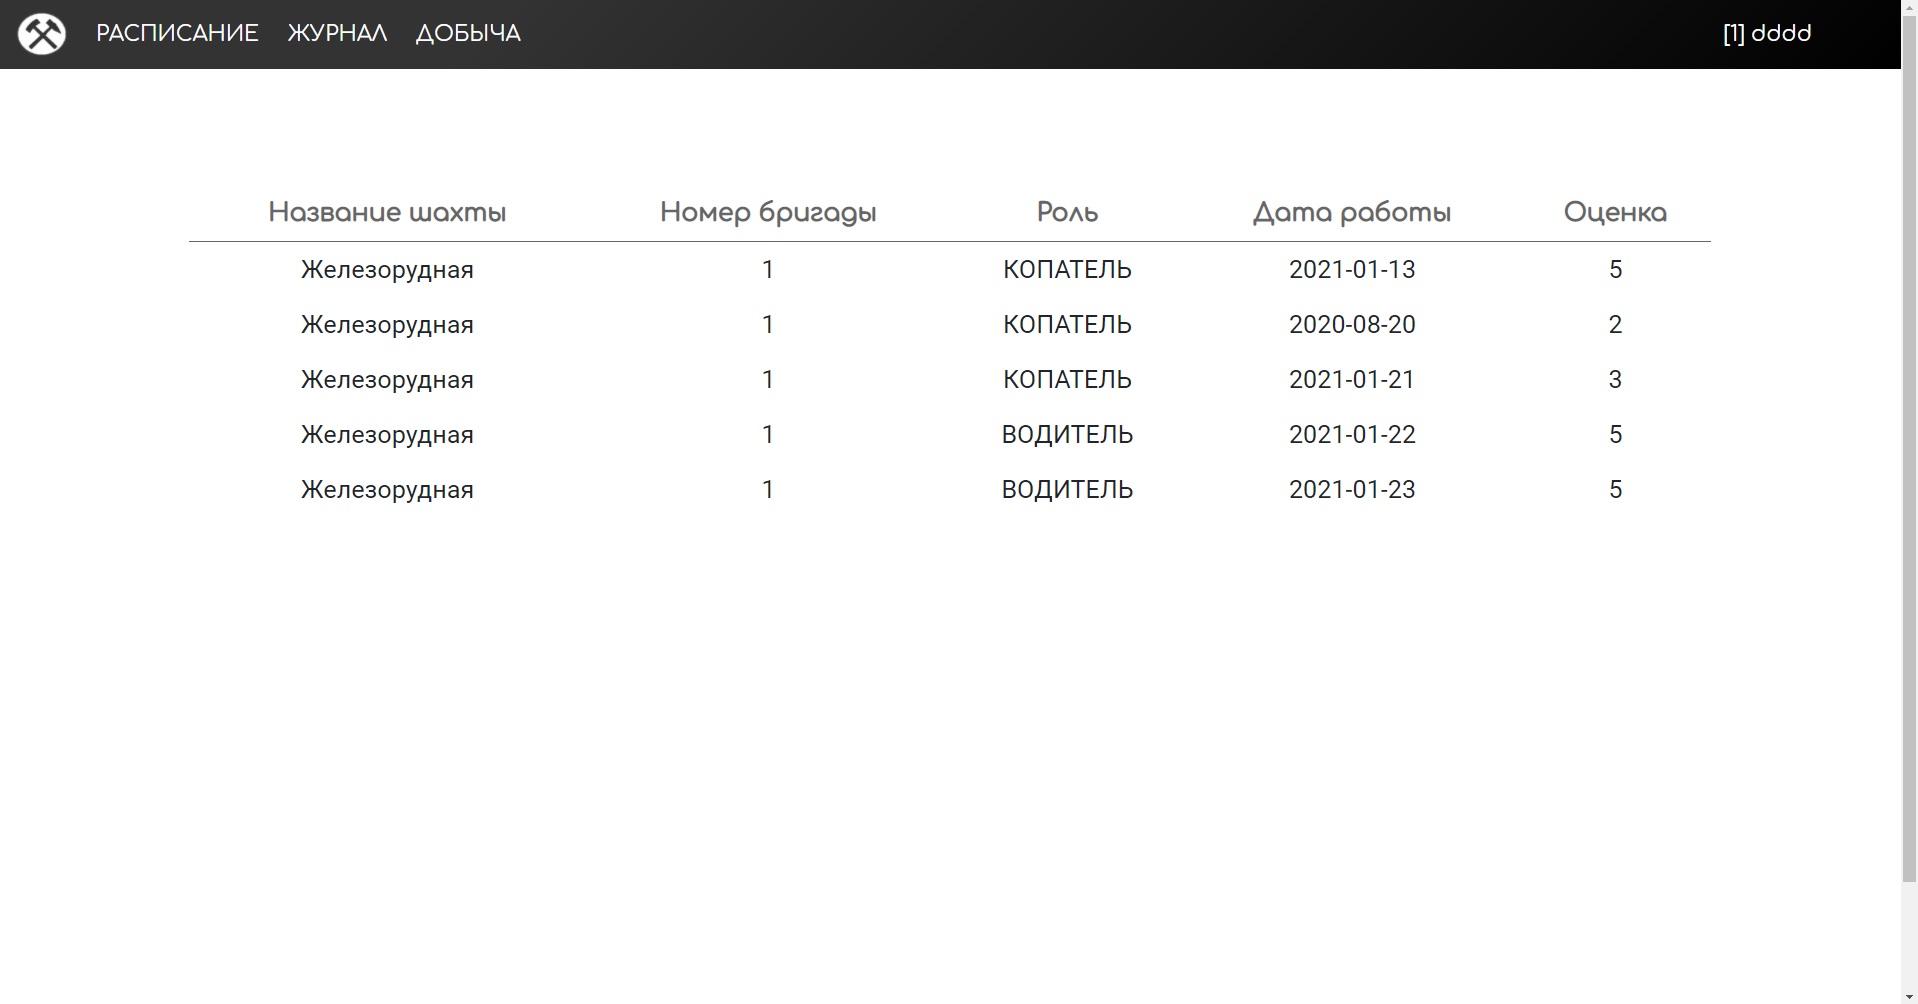 РАСПИСАНИЕ ЖУРНАЛ ДОБЫЧА [1] dddd
Название шахты Номер бригады Роль Дата работы Оценка
Железорудная 1 КОПАТЕЛЬ 2021-01-13 5
Железорудная 1 КОПАТЕЛЬ 2020-08-20 2
Железорудная 1 КОПАТЕЛЬ 2021-01-21 3
Железорудная 1 ВОДИТЕЛЬ 2021-01-22 5
Железорудная 1 ВОДИТЕЛЬ 2021-01-23 5